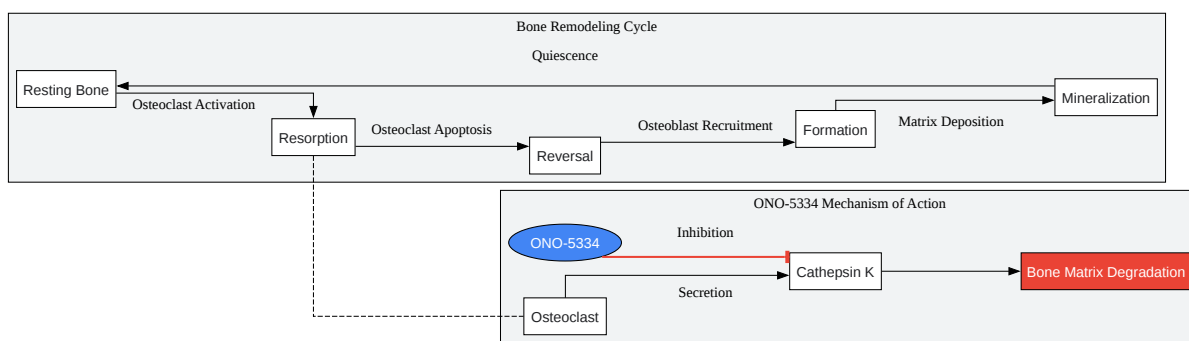 Bone Remodeling Cycle
Quiescence
Resting Bone
Osteoclast Activation
Resorption
Osteoclast Apoptosis
Reversal
Osteoblast Recruitment
Formation
Matrix Deposition
Mineralization
ONO-5334 Mechanism of Action
ONO-5334
Inhibition
Cathepsin K
Bone Matrix Degradation
Secretion
Osteoclast